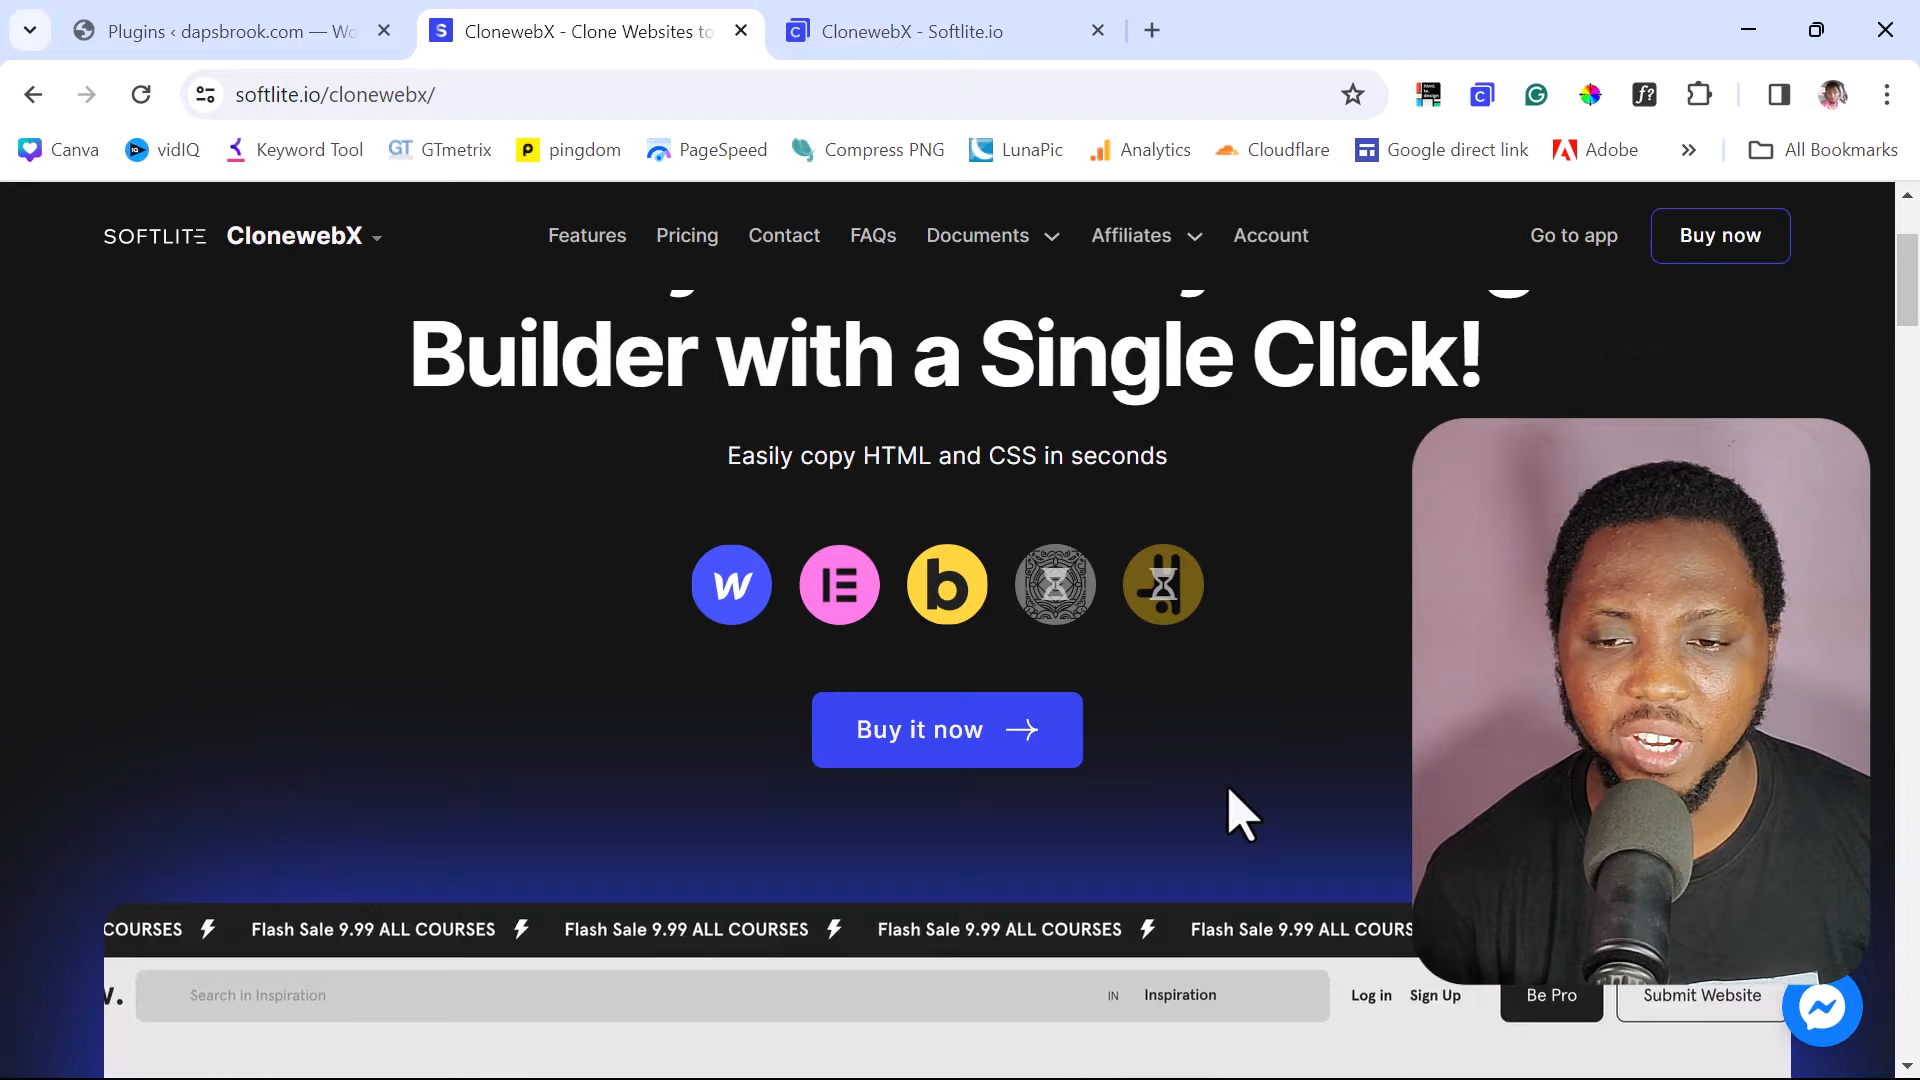 Plugins ‹ dapsbrook.com — Wo
ClonewebX - Clone Websites to
ClonewebX - Softlite.io
softlite.io/clonewebx/
Canva
vidIQ
Keyword Tool
GTmetrix
pingdom
PageSpeed
Compress PNG
LunaPic
Analytics
Cloudflare
Google direct link
Adobe
All Bookmarks
SOFTLITE ClonewebX
Features
Pricing
Contact
FAQs
Documents
Affiliates
Account
Go to app
Buy now
Builder with a Single Click!
Easily copy HTML and CSS in seconds
Buy it now
COURSES Flash Sale 9.99 ALL COURSES Flash Sale 9.99 ALL COURSES Flash Sale 9.99 ALL COURSES Flash Sale 9.99 ALL COURS
Search in Inspiration
IN
Inspiration
Log in
Sign Up
Be Pro
Submit Website